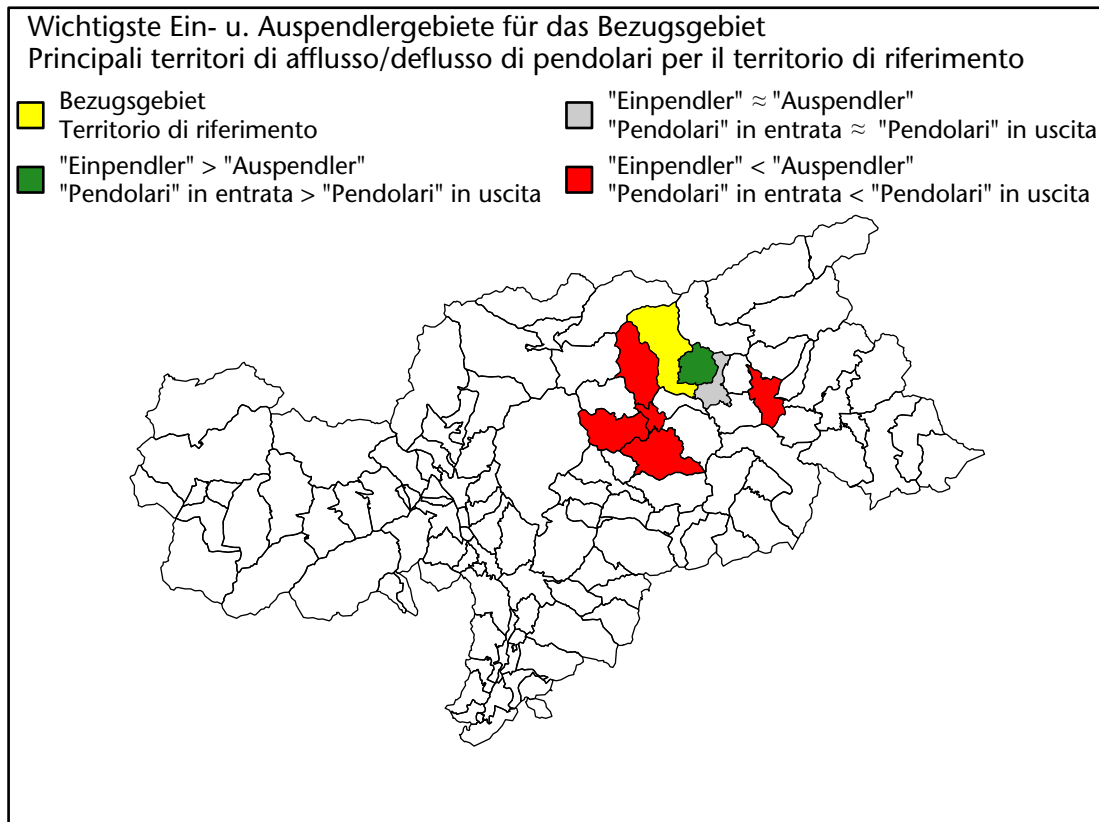 Wichtigste Ein- u. Auspendlergebiete für das Bezugsgebiet
Principali territori di afflusso/deflusso di pendolari per il territorio di riferimento
Bezugsgebiet
Territorio di riferimento
"Einpendler" > "Auspendler"
"Pendolari" in entrata > "Pendolari" in uscita
"Einpendler" ≈ "Auspendler"
"Pendolari" in entrata ≈ "Pendolari" in uscita
"Einpendler" < "Auspendler"
"Pendolari" in entrata < "Pendolari" in uscita